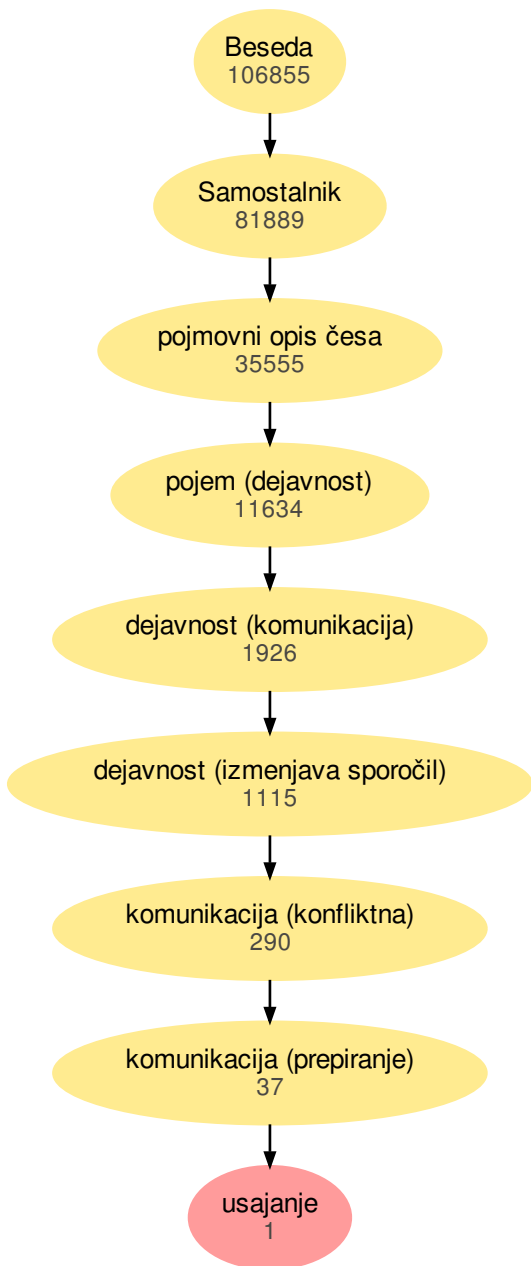 Beseda
106855
Samostalnik
81889
pojmovni opis česa
35555
pojem (dejavnost)
11634
dejavnost (komunikacija)
1926
dejavnost (izmenjava sporočil)
1115
komunikacija (konfliktna)
290
komunikacija (prepiranje)
37
usajanje
1